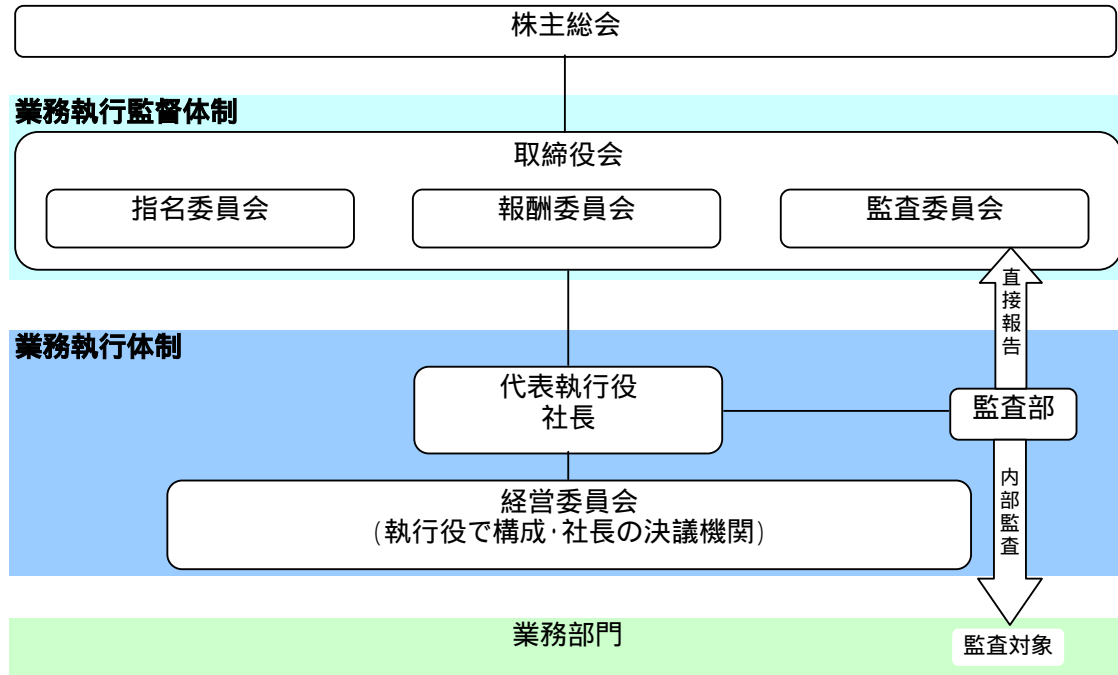 株主総会
業務執行監督体制
取締役会
指名委員会
報酬委員会
監査委員会
直接報告
業務執行体制
代表執行役
社長
監査部
経営委員会
(執行役で構成・社長の決議機関)
内部監査
業務部門
監査対象